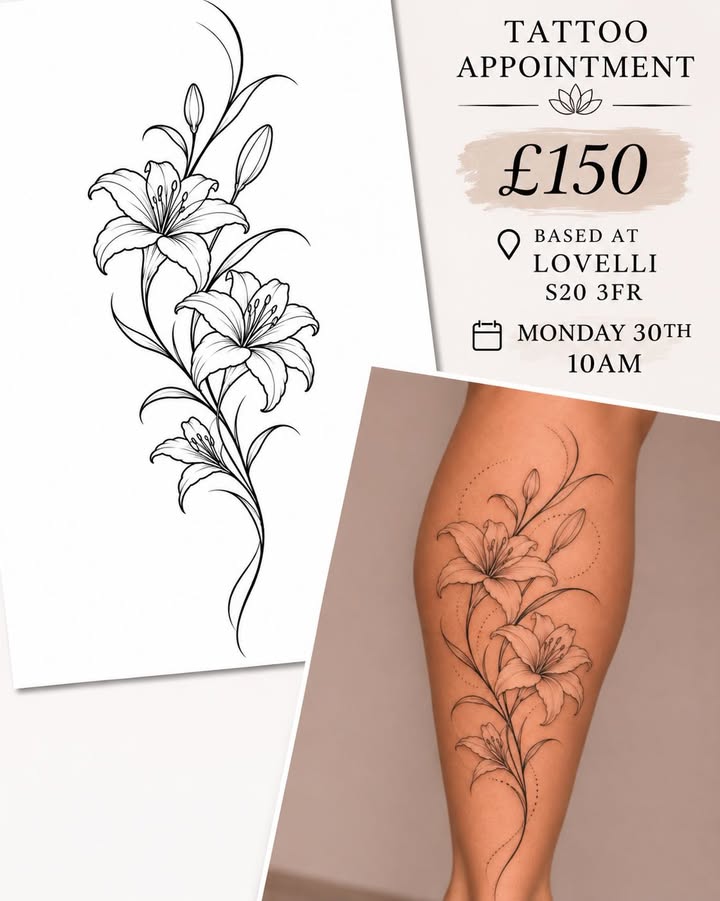 TATTOO
APPOINTMENT
£150
BASED AT
LOVELLI
S20 3FR
MONDAY 30TH
10AM